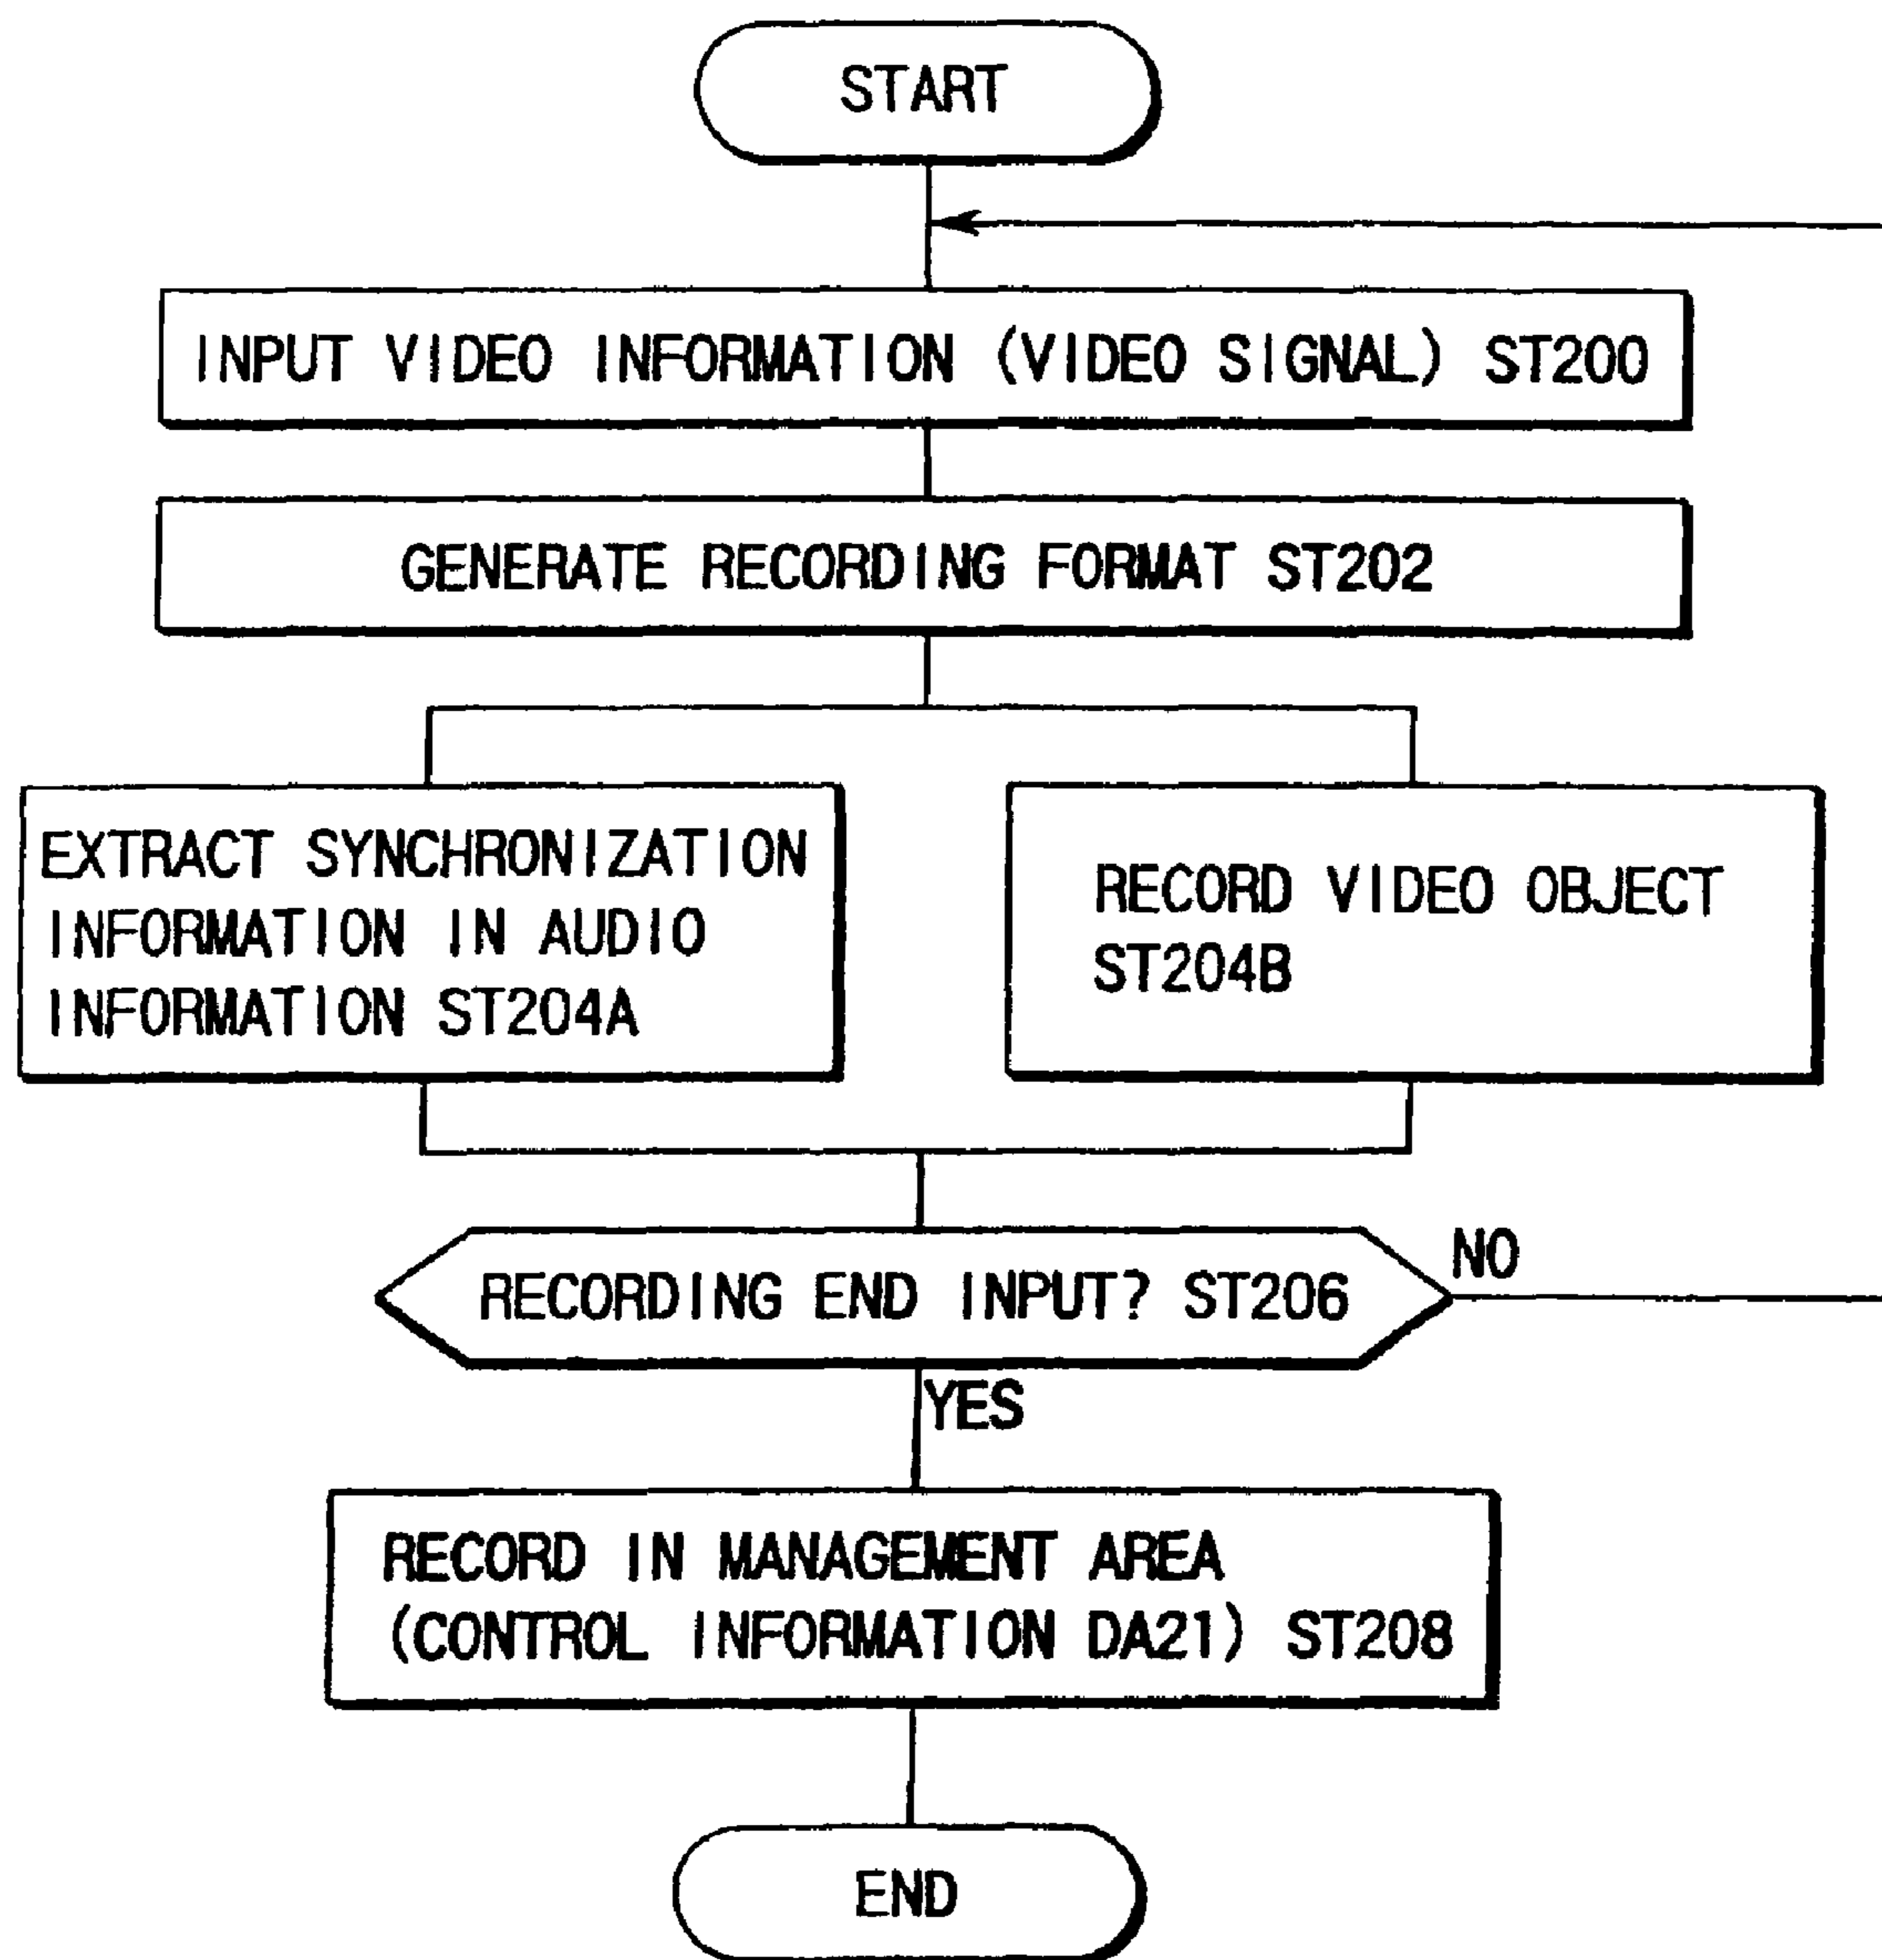 START
INPUT VIDEO INFORMATION (VIDEO SIGNAL) ST200
GENERATE RECORDING FORMAT ST202
EXTRACT SYNCHRONIZATION
INFORMATION IN AUDIO
INFORMATION ST204A
RECORD VIDEO OBJECT
ST204B
RECORDING END INPUT? ST206
NO
YES
RECORD IN MANAGEMENT AREA
(CONTROL INFORMATION DA21) ST208
END